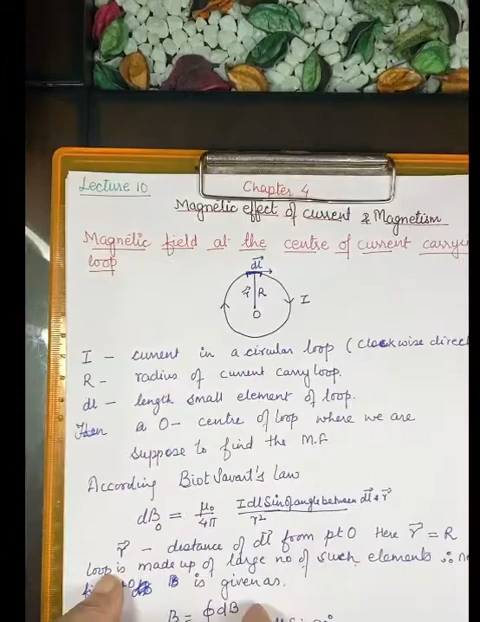 Lecture 10
Chapter 4
Magnetic effect of current & Magnetism
Magnetic field at the centre of current carry
loop
dl
r R I
O
I - current in a circular loop (Clockwise direc
R - radius of current carry loop.
dl - length small element of loop.
Then a O - centre of loop where we are
suppose to find the M.F
According Biot Savart's Law
dB₀ = μ₀/4π I dl Sin θ angle between dl & r / r²
r - distance of dl from pt O Here r = R
loop is made up of large no of such elements ∴
B is given as.
B = ∮dB